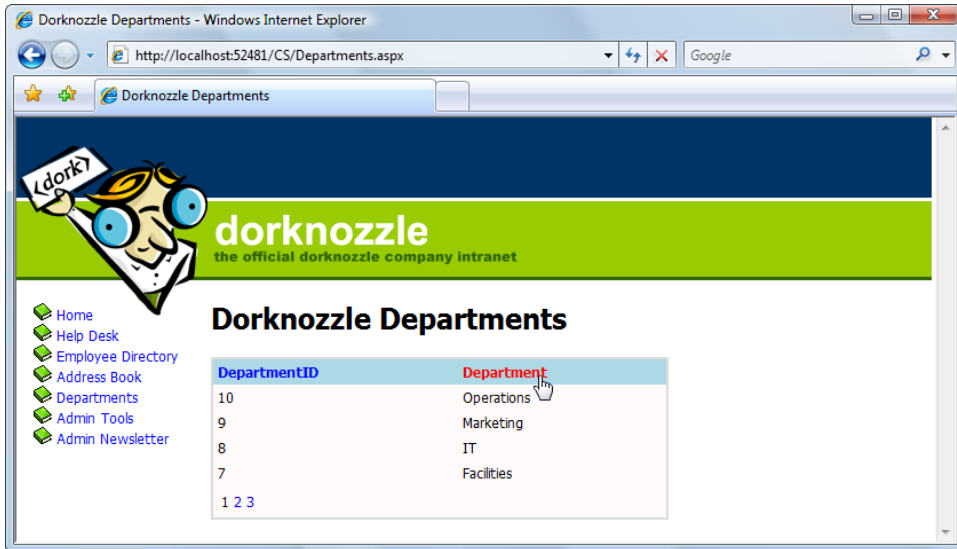 Dorknozzle Departments - Windows Internet Explorer
http://localhost:52481/CS/Departments.aspx
Google
Dorknozzle Departments
<dork>
dorknozzle
the official dorknozzle company intranet
Home
Help Desk
Employee Directory
Address Book
Departments
Admin Tools
Admin Newsletter
Dorknozzle Departments
DepartmentID Department
10 Operations
9 Marketing
8 IT
7 Facilities
1 2 3